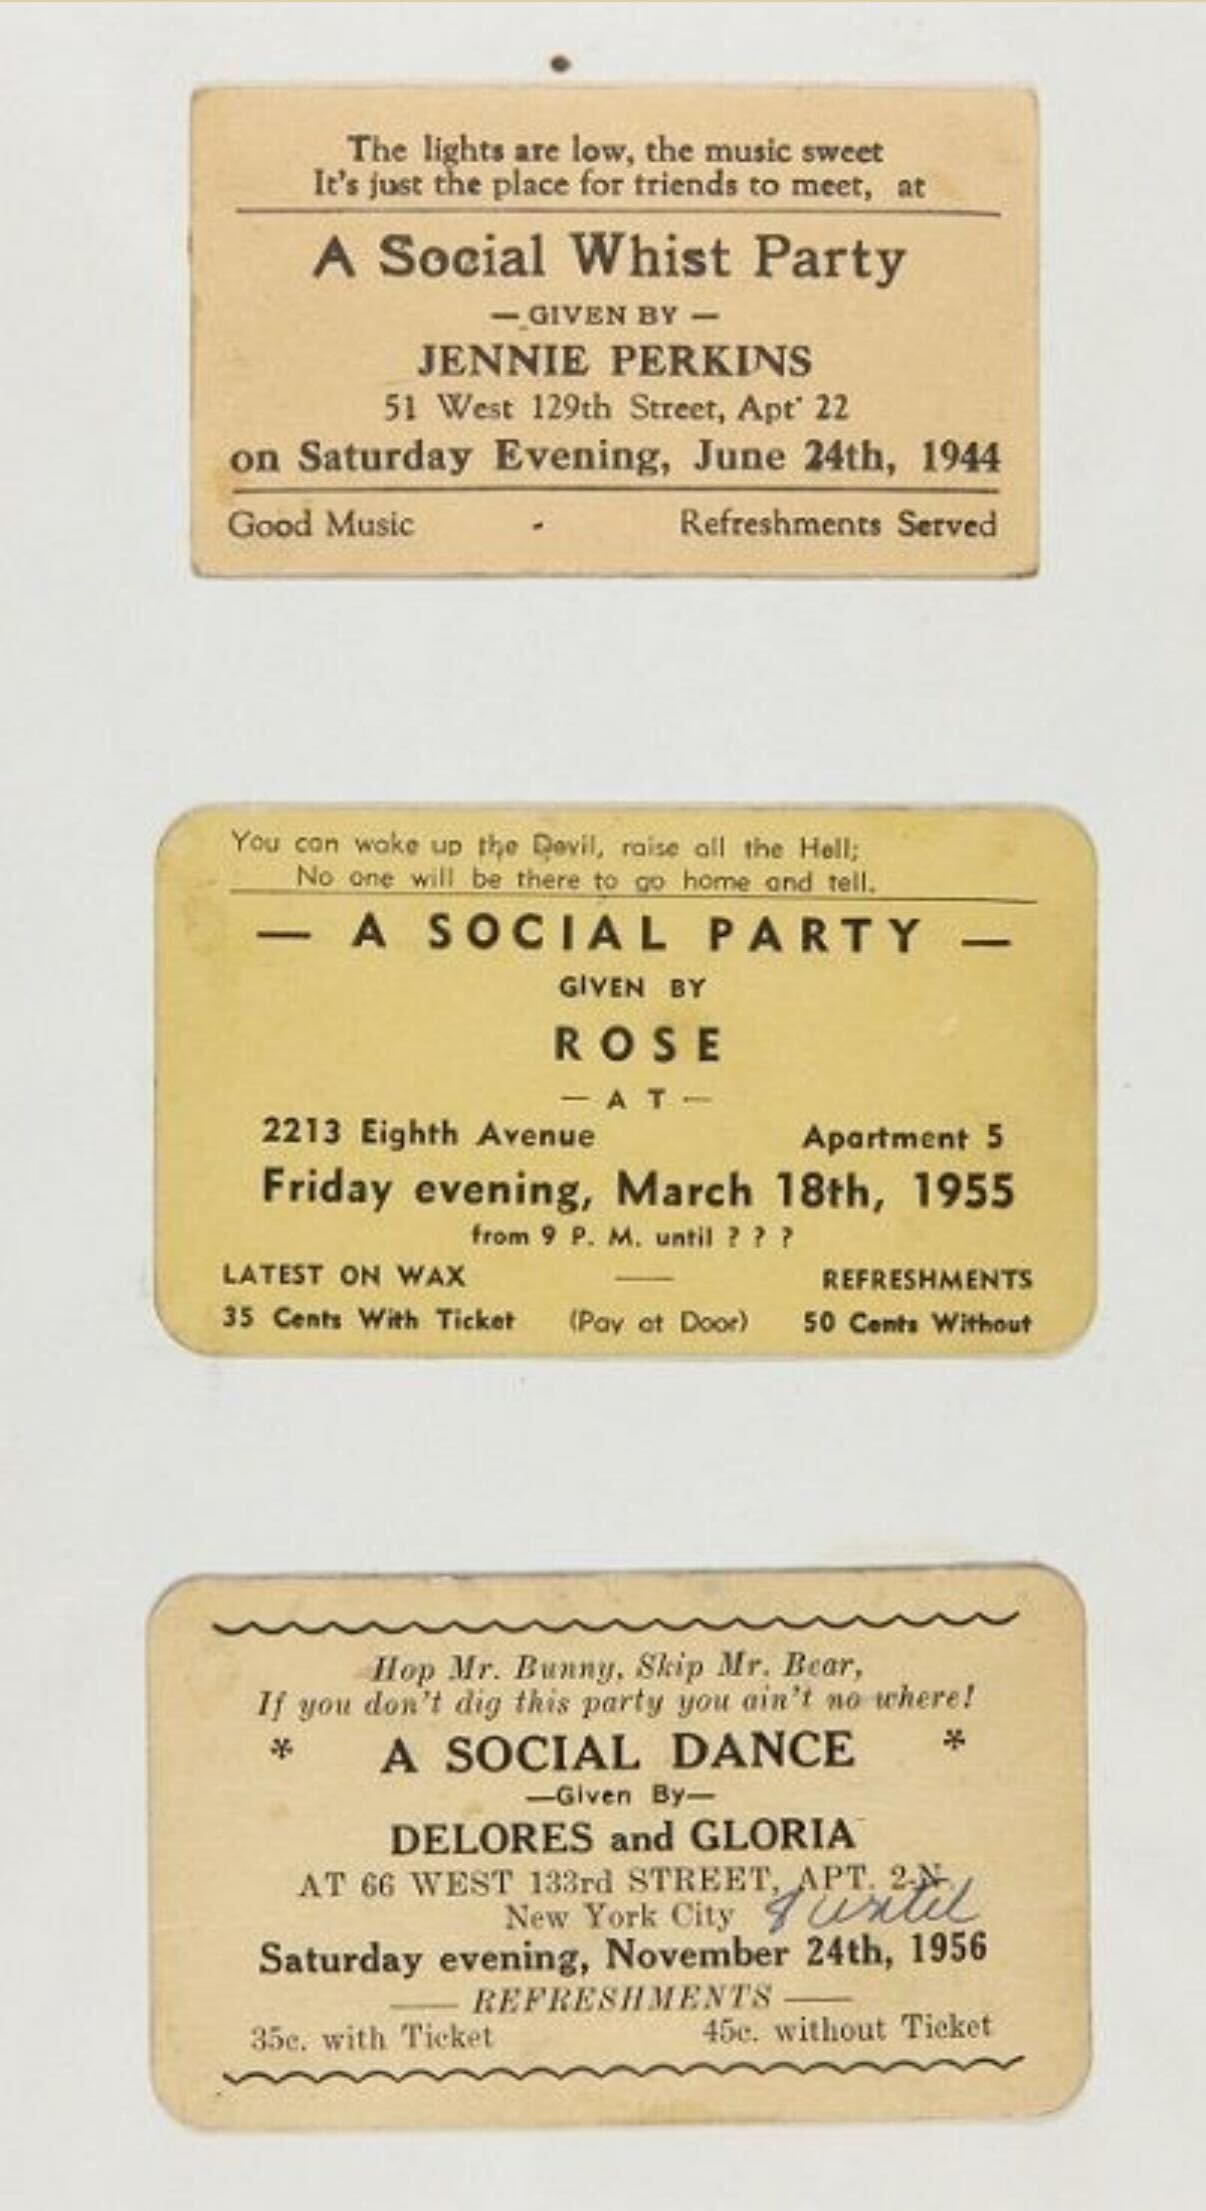 The lights are low, the music sweet
It's just the place for friends to meet, at
A Social Whist Party
— GIVEN BY —
JENNIE PERKINS
51 West 129th Street, Apt· 22
on Saturday Evening, June 24th, 1944
Good Music - Refreshments Served
You can wake up the Devil, raise all the Hell;
No one will be there to go home and tell.
— A SOCIAL PARTY —
GIVEN BY
ROSE
— AT —
2213 Eighth Avenue Apartment 5
Friday evening, March 18th, 1955
from 9 P. M. until ? ? ?
LATEST ON WAX —— REFRESHMENTS
35 Cents With Ticket (Pay at Door) 50 Cents Without
Hop Mr. Bunny, Skip Mr. Bear,
If you don't dig this party you ain't no where!
* A SOCIAL DANCE *
—Given By—
DELORES and GLORIA
AT 66 WEST 133rd STREET, APT. 2-N.
New York City until
Saturday evening, November 24th, 1956
—— REFRESHMENTS ——
35c. with Ticket 45c. without Ticket